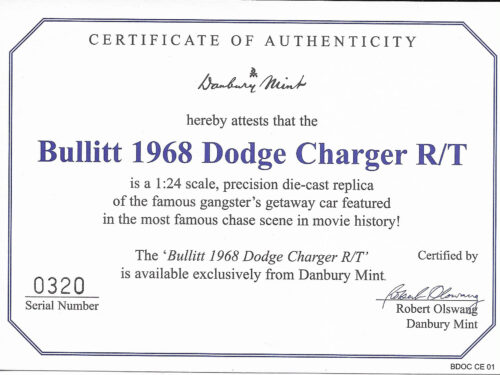 CERTIFICATE OF AUTHENTICITY
Danbury Mint
hereby attests that the
Bullitt 1968 Dodge Charger R/T
is a 1:24 scale, precision die-cast replica
of the famous gangster's getaway car featured
in the most famous chase scene in movie history!
The ‘Bullitt 1968 Dodge Charger R/T’
is available exclusively from Danbury Mint.
0320
Serial Number
Certified by
Robert Olswang
Robert Olswang
Danbury Mint
BDOC CE 01